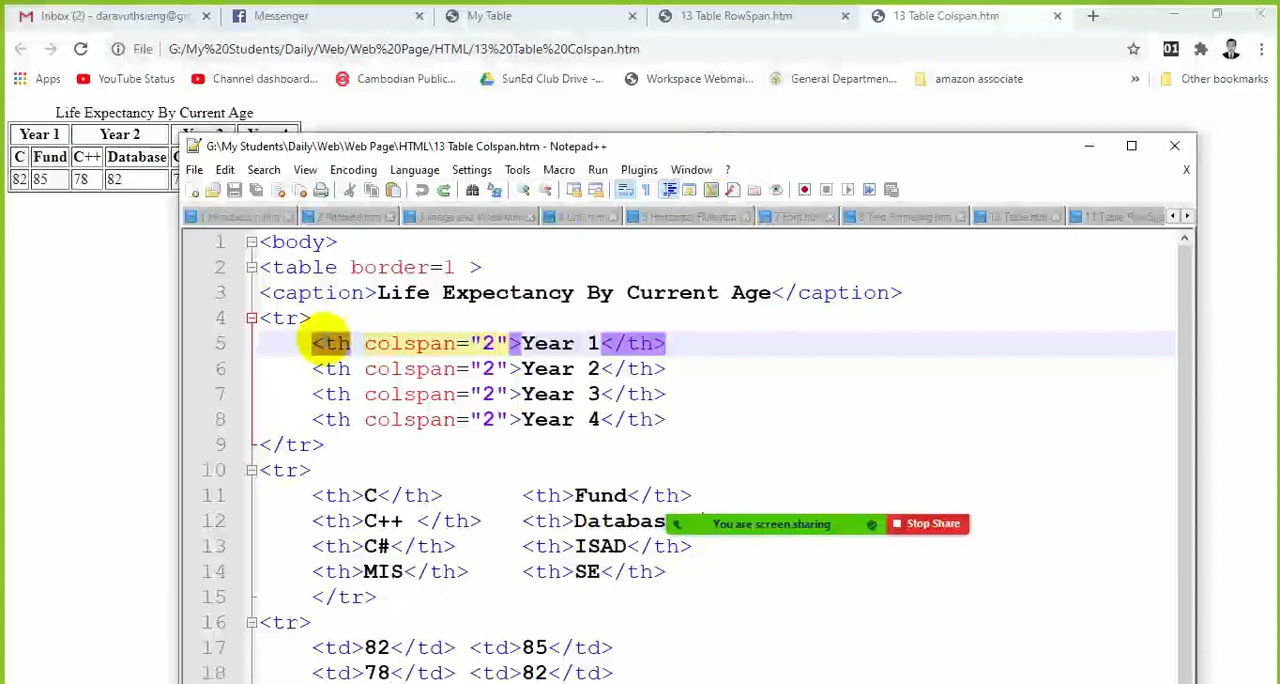 Inbox (2) - daravuthsieng@gm
Messenger
My Table
13 Table RowSpan.htm
13 Table Colspan.htm
File
G:/My%20Students/Daily/Web/Web%20Page/HTML/13%20Table%20Colspan.htm
01
Apps YouTube Status Channel dashboard... Cambodian Public... SunEd Club Drive -... Workspace Webmai... General Departmen... amazon associate » Other bookmarks
Life Expectancy By Current Age
Year 1 Year 2
C Fund C++ Database
82 85 78 82
G:\My Students\Daily\Web\Web Page\HTML\13 Table Colspan.htm - Notepad++
File Edit Search View Encoding Language Settings Tools Macro Run Plugins Window ? X
1 <body>
2 <table border=1 >
3 <caption>Life Expectancy By Current Age</caption>
4 <tr>
5 <th colspan="2">Year 1</th>
6 <th colspan="2">Year 2</th>
7 <th colspan="2">Year 3</th>
8 <th colspan="2">Year 4</th>
9 </tr>
10 <tr>
11 <th>C</th> <th>Fund</th>
12 <th>C++ </th> <th>Databas
You are screen sharing Stop Share
13 <th>C#</th> <th>ISAD</th>
14 <th>MIS</th> <th>SE</th>
15 </tr>
16 <tr>
17 <td>82</td> <td>85</td>
18 <td>78</td> <td>82</td>